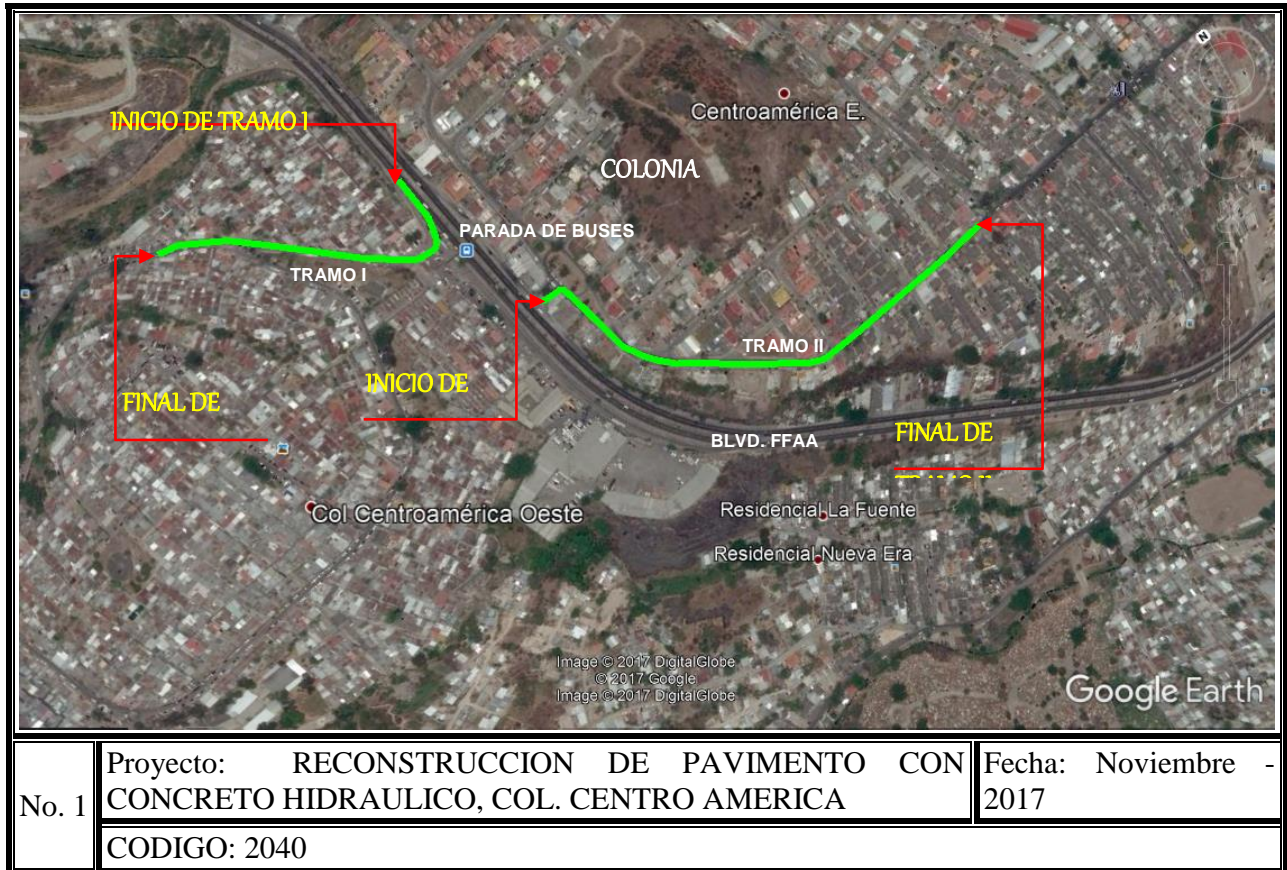 N
INICIO DE TRAMO I
Centroamérica E.
COLONIA
PARADA DE BUSES
TRAMO I
TRAMO II
INICIO DE
FINAL DE
BLVD. FFAA
FINAL DE
Col Centroamérica Oeste
Residencial La Fuente
Residencial Nueva Era
Image © 2017 DigitalGlobe
© 2017 Google
Image © 2017 DigitalGlobe
Google Earth
No. 1
Proyecto: RECONSTRUCCION DE PAVIMENTO CON
CONCRETO HIDRAULICO, COL. CENTRO AMERICA
Fecha: Noviembre -
2017
CODIGO: 2040